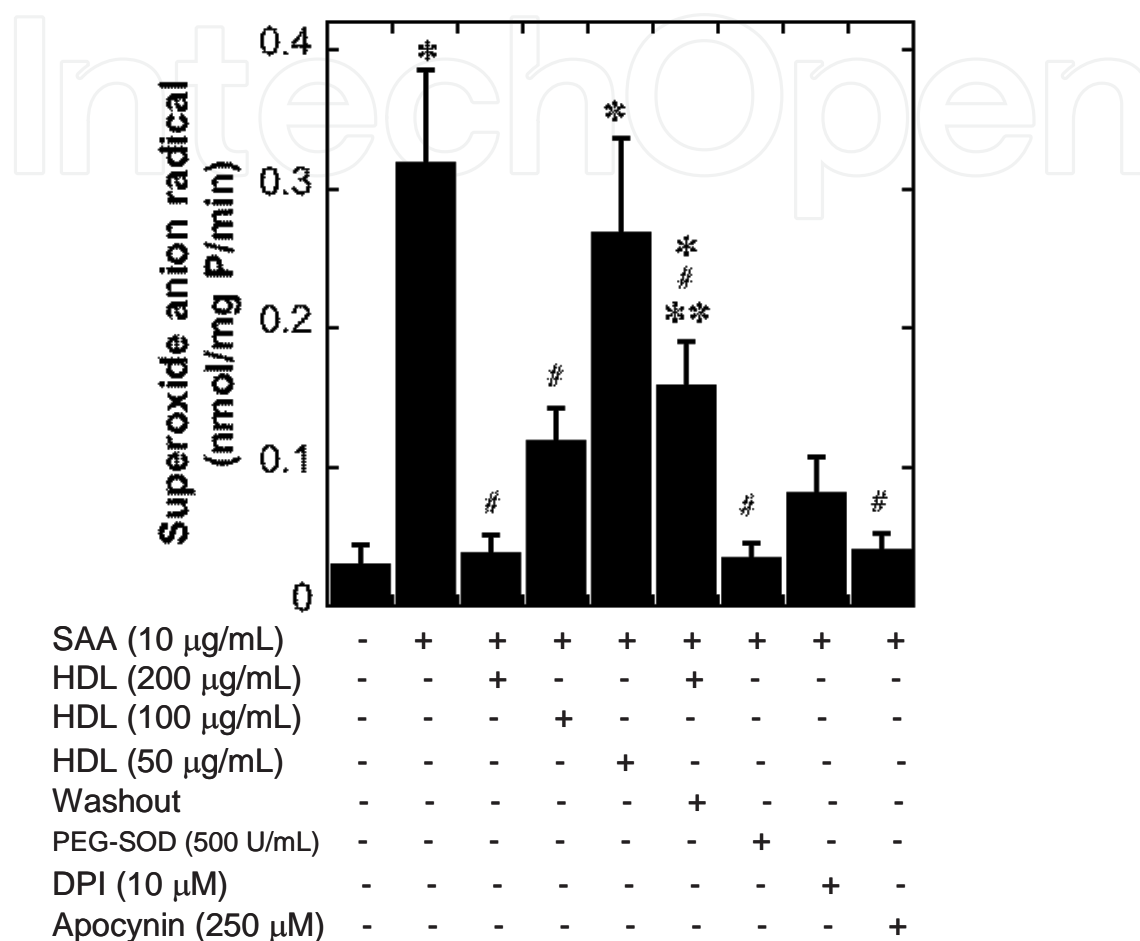 IntechOpen
Superoxide anion radical
(nmol/mg P/min)
0.4
0.3
0.2
0.1
0
*
*
*
#
**
#
#
#
#
SAA (10 μg/mL) - + + + + + + + +
HDL (200 μg/mL) - - + - - + - - -
HDL (100 μg/mL) - - - + - - - - -
HDL (50 μg/mL) - - - - + - - - -
Washout - - - - - + - - -
PEG-SOD (500 U/mL) - - - - - - + - -
DPI (10 μM) - - - - - - - + -
Apocynin (250 μM) - - - - - - - - +